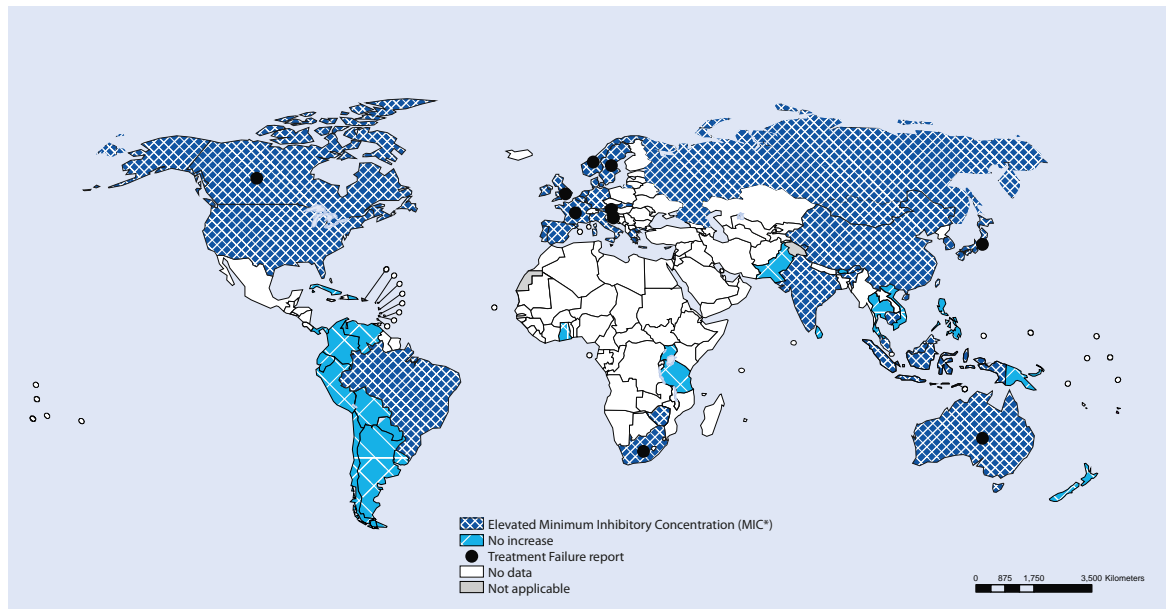 Elevated Minimum Inhibitory Concentration (MIC*)
No increase
Treatment Failure report
No data
Not applicable
0 875 1,750 3,500 Kilometers